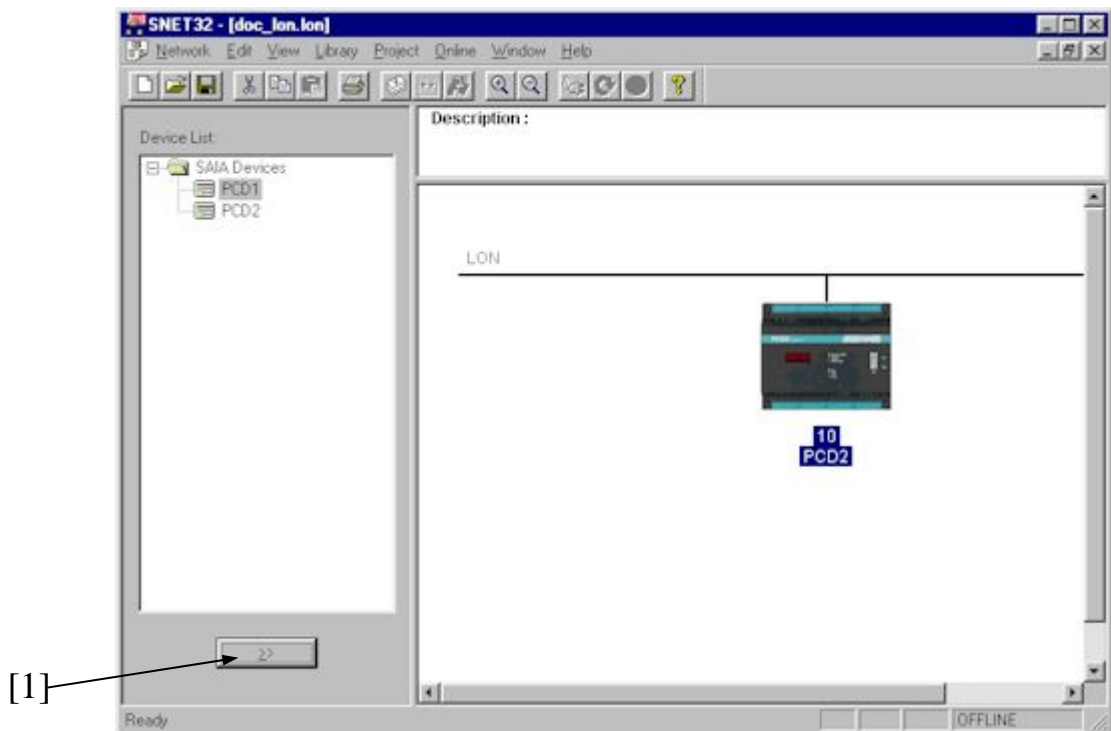 SNET32 - [doc_lon.lon]
Network Edit View Library Project Online Window Help
Description :
Device List:
SAIA Devices
PCD1
PCD2
LON
10
PCD2
>>
[1]
Ready
OFFLINE